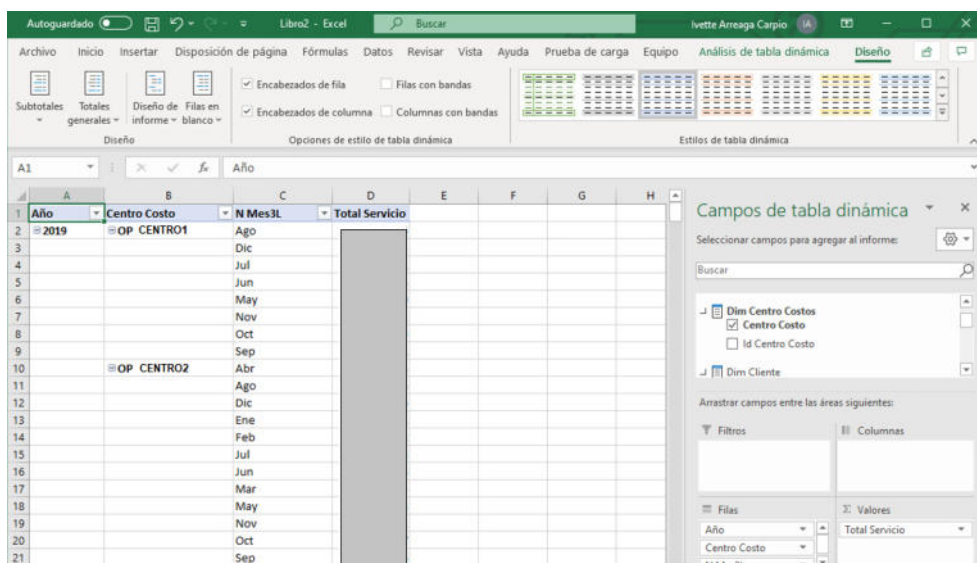 Autoguardado Libro2 - Excel Buscar Ivette Arreaga Carpio IA
Archivo Inicio Insertar Disposición de página Fórmulas Datos Revisar Vista Ayuda Prueba de carga Equipo Análisis de tabla dinámica Diseño
Subtotales Totales generales Diseño de informe Filas en blanco
Encabezados de fila Filas con bandas
Encabezados de columna Columnas con bandas
Diseño Opciones de estilo de tabla dinámica Estilos de tabla dinámica
A1 fx Año
A B C D E F G H
1 Año Centro Costo N Mes3L Total Servicio
2 2019 OP CENTRO1 Ago
3 Dic
4 Jul
5 Jun
6 May
7 Nov
8 Oct
9 Sep
10 OP CENTRO2 Abr
11 Ago
12 Dic
13 Ene
14 Feb
15 Jul
16 Jun
17 Mar
18 May
19 Nov
20 Oct
21 Sep
Campos de tabla dinámica
Seleccionar campos para agregar al informe:
Buscar
Dim Centro Costos
Centro Costo
Id Centro Costo
Dim Cliente
Arrastrar campos entre las áreas siguientes:
Filtros Columnas
Filas Σ Valores
Año Total Servicio
Centro Costo